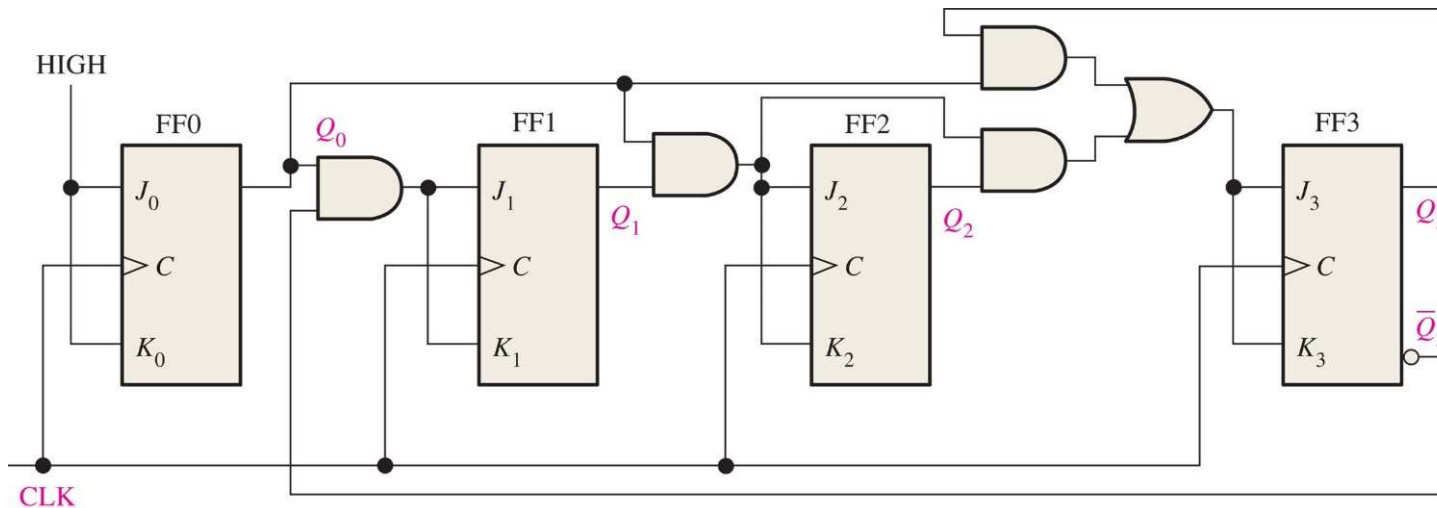 HIGH
FF0
FF1
FF2
FF3
Q₀
J₀
J₁
J₂
J₃
Q₁
Q₂
Q
C
C
C
C
Q̅
K₀
K₁
K₂
K₃
CLK